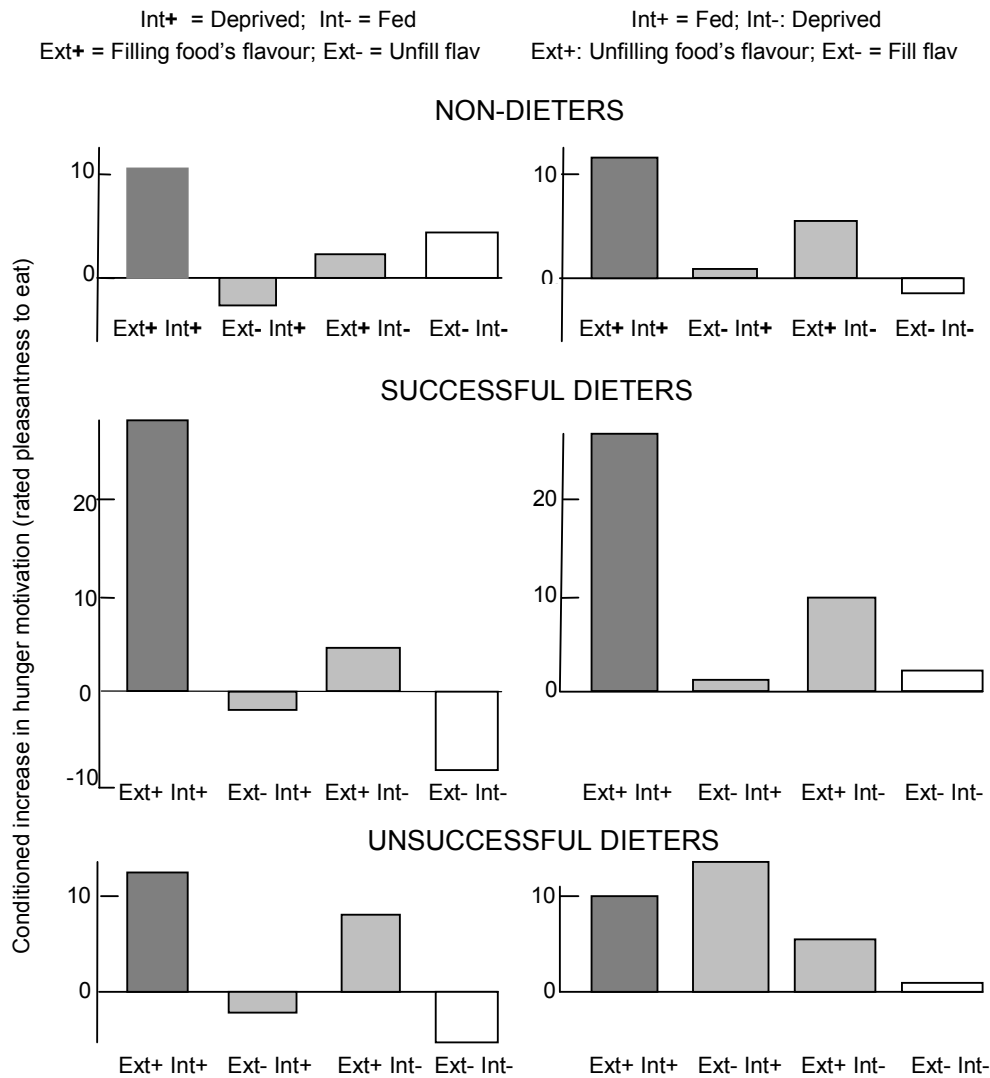 Int+ = Deprived; Int- = Fed
Ext+ = Filling food's flavour; Ext- = Unfill flav
Int+ = Fed; Int-: Deprived
Ext+: Unfilling food's flavour; Ext- = Fill flav
Conditioned increase in hunger motivation (rated pleasantness to eat)
NON-DIETERS
10
0
Ext+ Int+ Ext- Int+ Ext+ Int- Ext- Int-
10
0
Ext+ Int+ Ext- Int+ Ext+ Int- Ext- Int-
SUCCESSFUL DIETERS
20
10
0
-10
Ext+ Int+ Ext- Int+ Ext+ Int- Ext- Int-
20
10
0
Ext+ Int+ Ext- Int+ Ext+ Int- Ext- Int-
UNSUCCESSFUL DIETERS
10
0
Ext+ Int+ Ext- Int+ Ext+ Int- Ext- Int-
10
0
Ext+ Int+ Ext- Int+ Ext+ Int- Ext- Int-